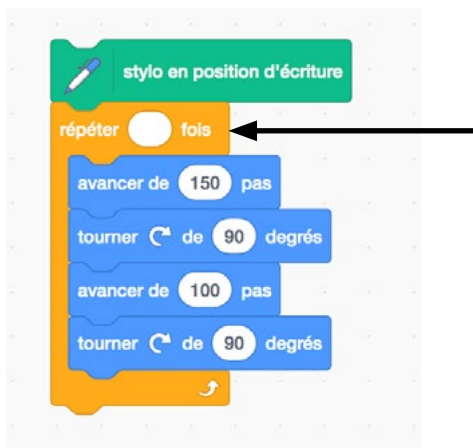 stylo en position d'écriture
répéter fois
avancer de 150 pas
tourner de 90 degrés
avancer de 100 pas
tourner de 90 degrés